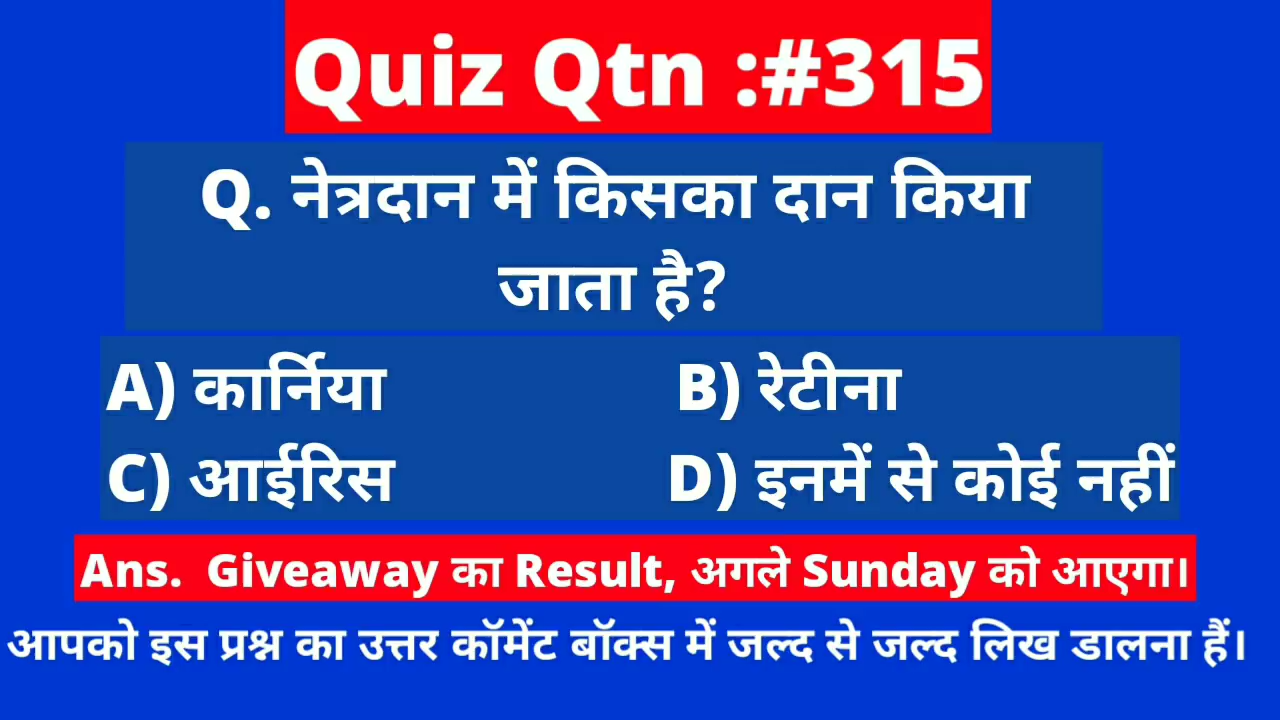 Quiz Qtn :#315
Q. नेत्रदान में किसका दान किया
जाता है?
A) कार्निया B) रेटीना
C) आईरिस D) इनमें से कोई नहीं
Ans. Giveaway का Result, अगले Sunday को आएगा।
आपको इस प्रश्न का उत्तर कॉमेंट बॉक्स में जल्द से जल्द लिख डालना हैं।